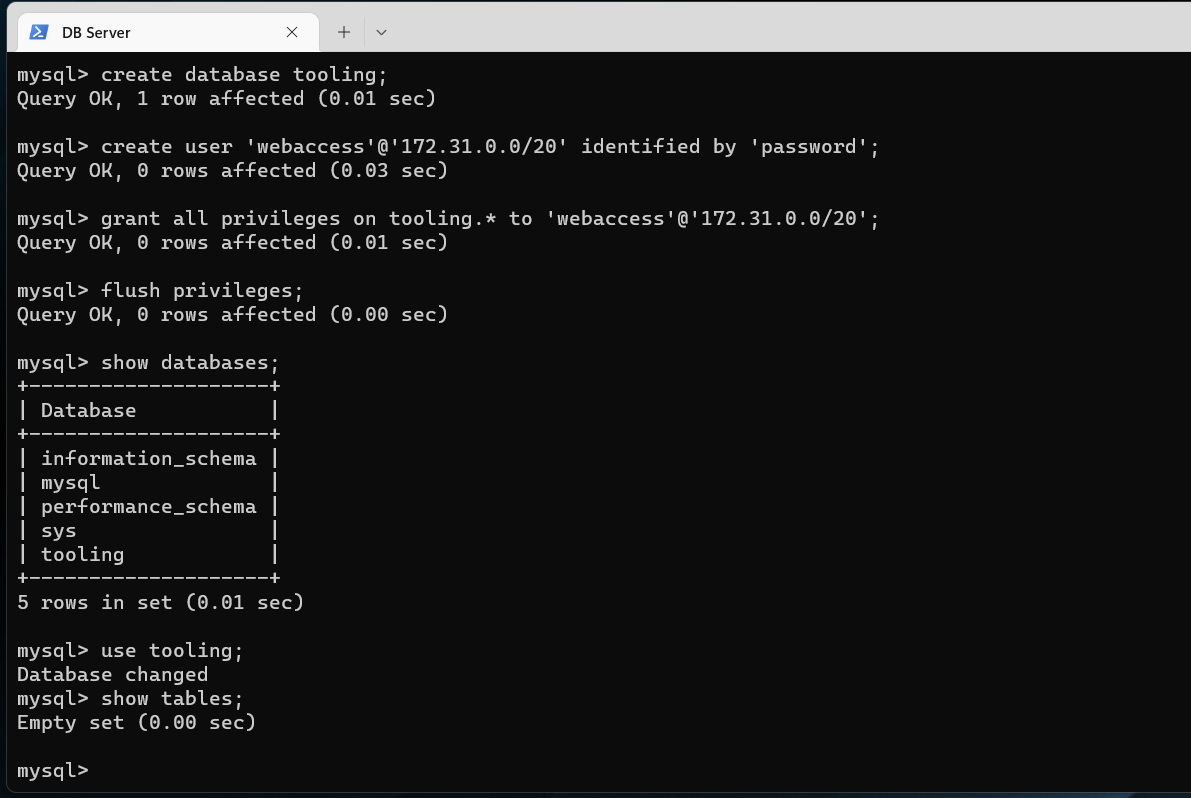 DB Server
mysql> create database tooling;
Query OK, 1 row affected (0.01 sec)
mysql> create user 'webaccess'@'172.31.0.0/20' identified by 'password';
Query OK, 0 rows affected (0.03 sec)
mysql> grant all privileges on tooling.* to 'webaccess'@'172.31.0.0/20';
Query OK, 0 rows affected (0.01 sec)
mysql> flush privileges;
Query OK, 0 rows affected (0.00 sec)
mysql> show databases;
+--------------------+
| Database           |
+--------------------+
| information_schema |
| mysql              |
| performance_schema |
| sys                |
| tooling            |
+--------------------+
5 rows in set (0.01 sec)
mysql> use tooling;
Database changed
mysql> show tables;
Empty set (0.00 sec)
mysql>